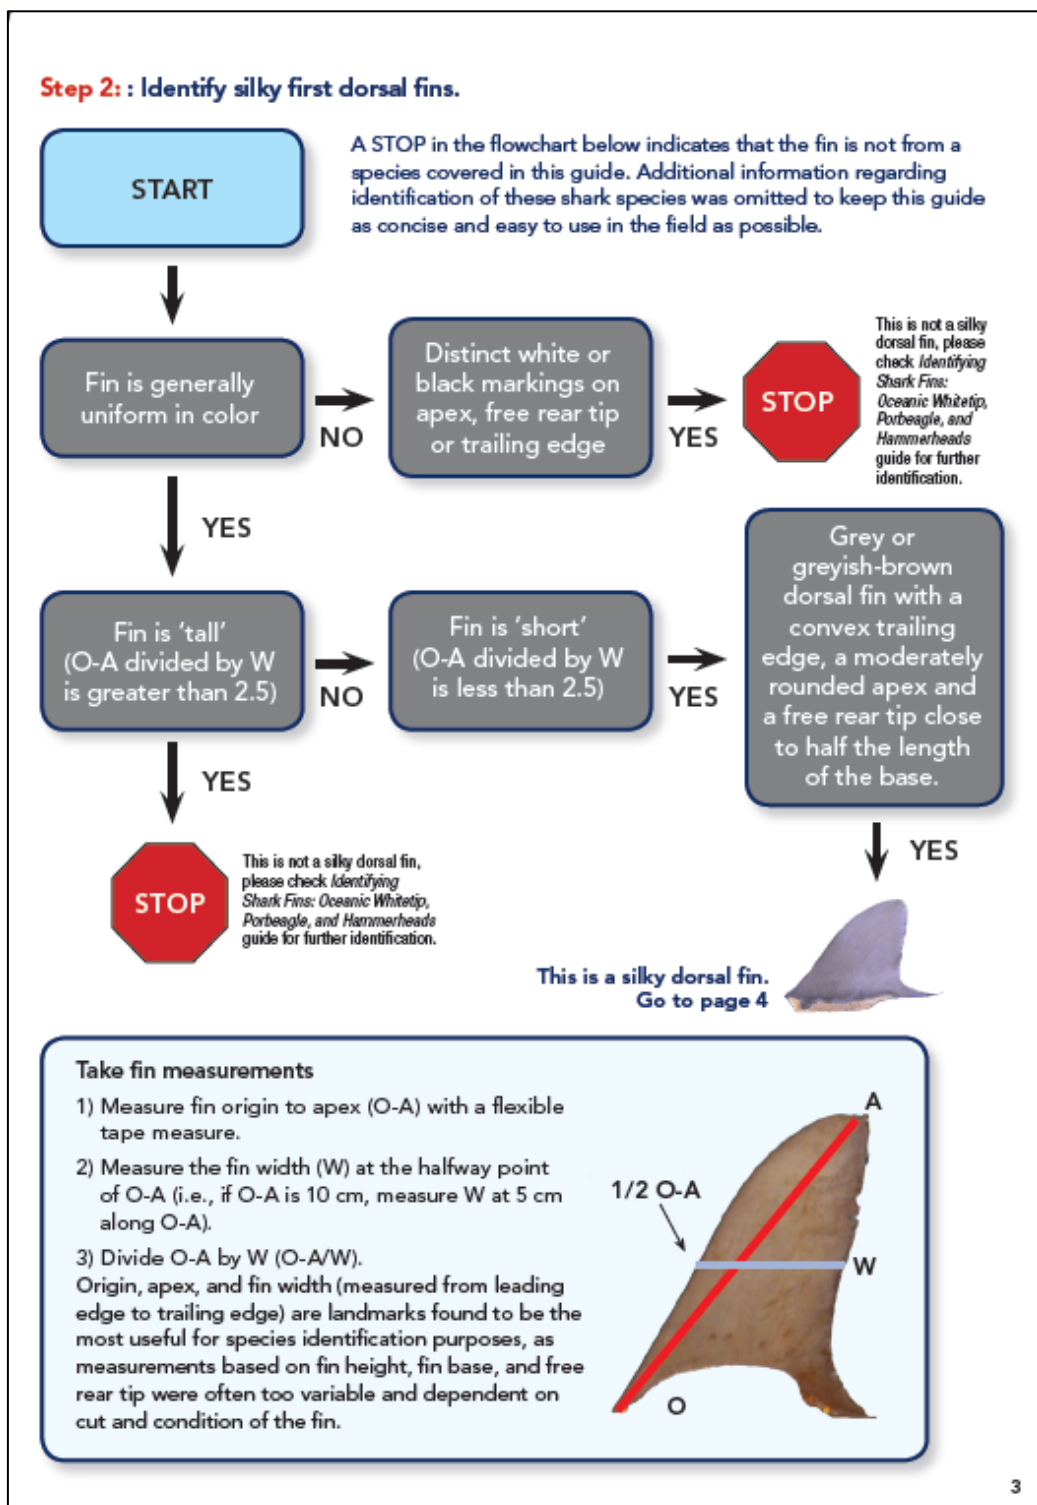 Step 2: : Identify silky first dorsal fins.
START
A STOP in the flowchart below indicates that the fin is not from a
species covered in this guide. Additional information regarding
identification of these shark species was omitted to keep this guide
as concise and easy to use in the field as possible.
Fin is generally
uniform in color
NO
Distinct white or
black markings on
apex, free rear tip
or trailing edge
YES
STOP
This is not a silky
dorsal fin, please
check Identifying
Shark Fins:
Oceanic Whitetip,
Porbeagle, and
Hammerheads
guide for further
identification.
YES
Fin is 'tall'
(O-A divided by W
is greater than 2.5)
NO
Fin is 'short'
(O-A divided by W
is less than 2.5)
YES
Grey or
greyish-brown
dorsal fin with a
convex trailing
edge, a moderately
rounded apex and
a free rear tip close
to half the length
of the base.
YES
STOP
This is not a silky dorsal fin,
please check Identifying
Shark Fins: Oceanic Whitetip,
Porbeagle, and Hammerheads
guide for further identification.
YES
This is a silky dorsal fin.
Go to page 4
Take fin measurements
1) Measure fin origin to apex (O-A) with a flexible
tape measure.
2) Measure the fin width (W) at the halfway point
of O-A (i.e., if O-A is 10 cm, measure W at 5 cm
along O-A).
3) Divide O-A by W (O-A/W).
Origin, apex, and fin width (measured from leading
edge to trailing edge) are landmarks found to be the
most useful for species identification purposes, as
measurements based on fin height, fin base, and free
rear tip were often too variable and dependent on
cut and condition of the fin.
A
1/2 O-A
W
O
3